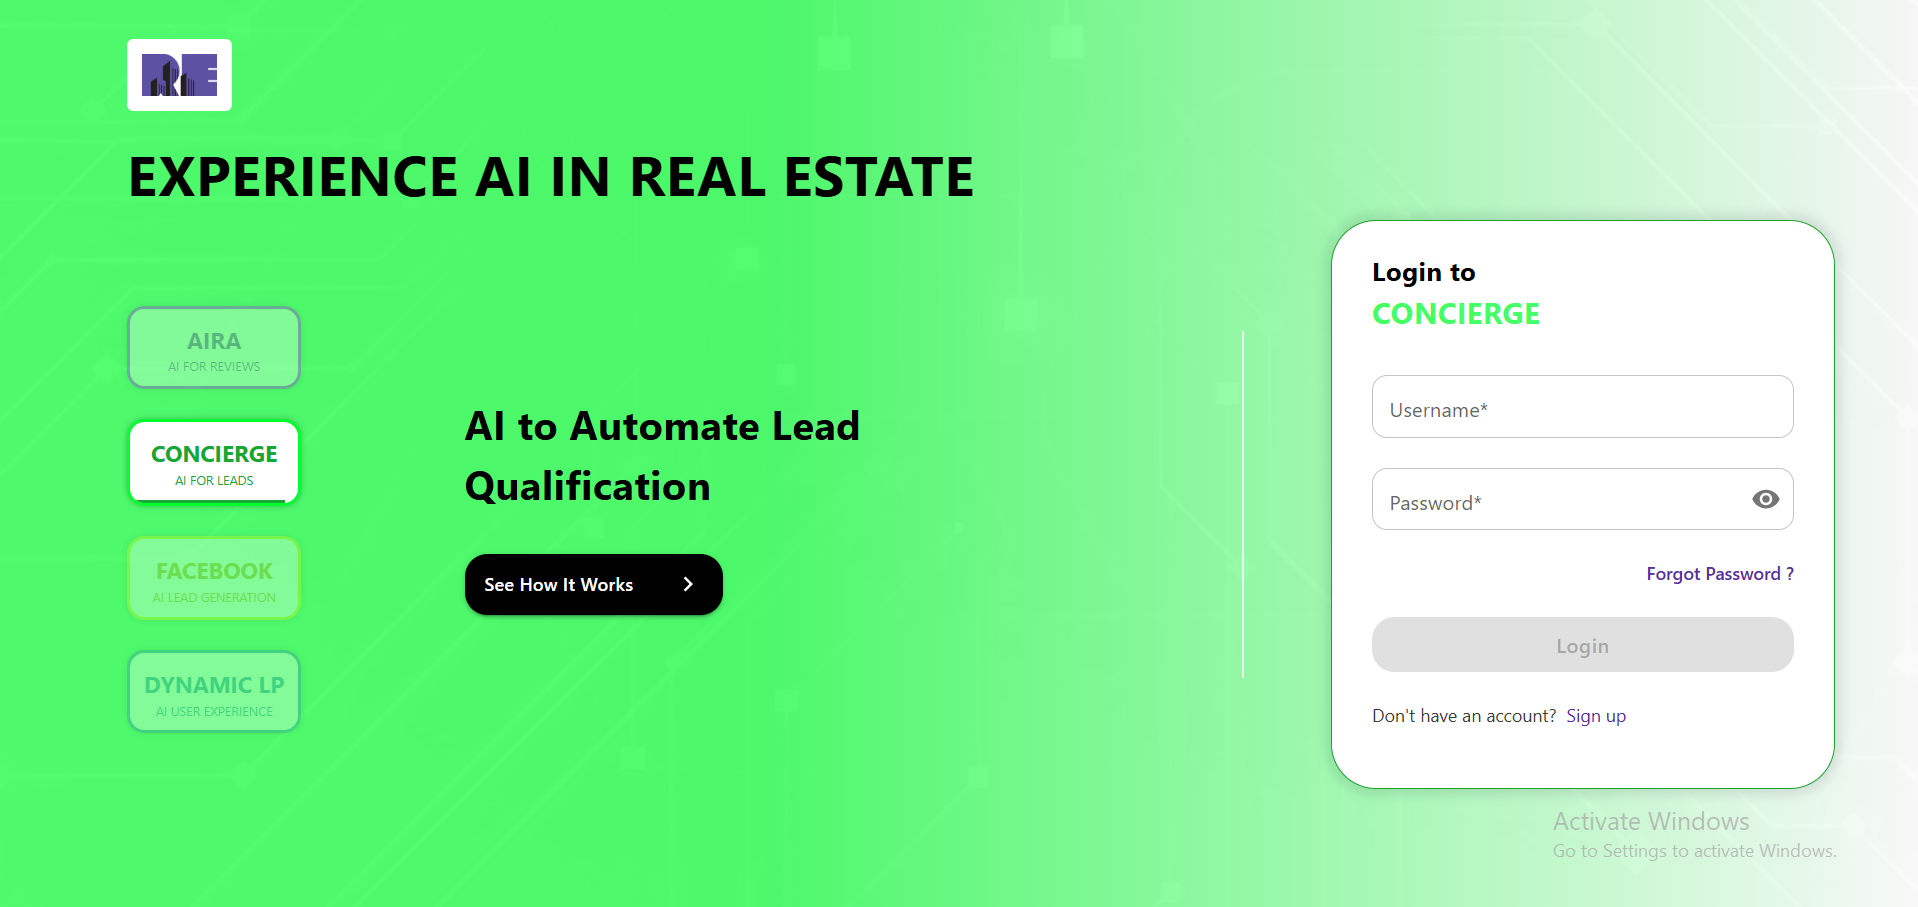 RE
EXPERIENCE AI IN REAL ESTATE
AIRA
AI FOR REVIEWS
CONCIERGE
AI FOR LEADS
FACEBOOK
AI LEAD GENERATION
DYNAMIC LP
AI USER EXPERIENCE
AI to Automate Lead
Qualification
See How It Works
Login to
CONCIERGE
Username*
Password*
Forgot Password ?
Login
Don't have an account? Sign up
Activate Windows
Go to Settings to activate Windows.